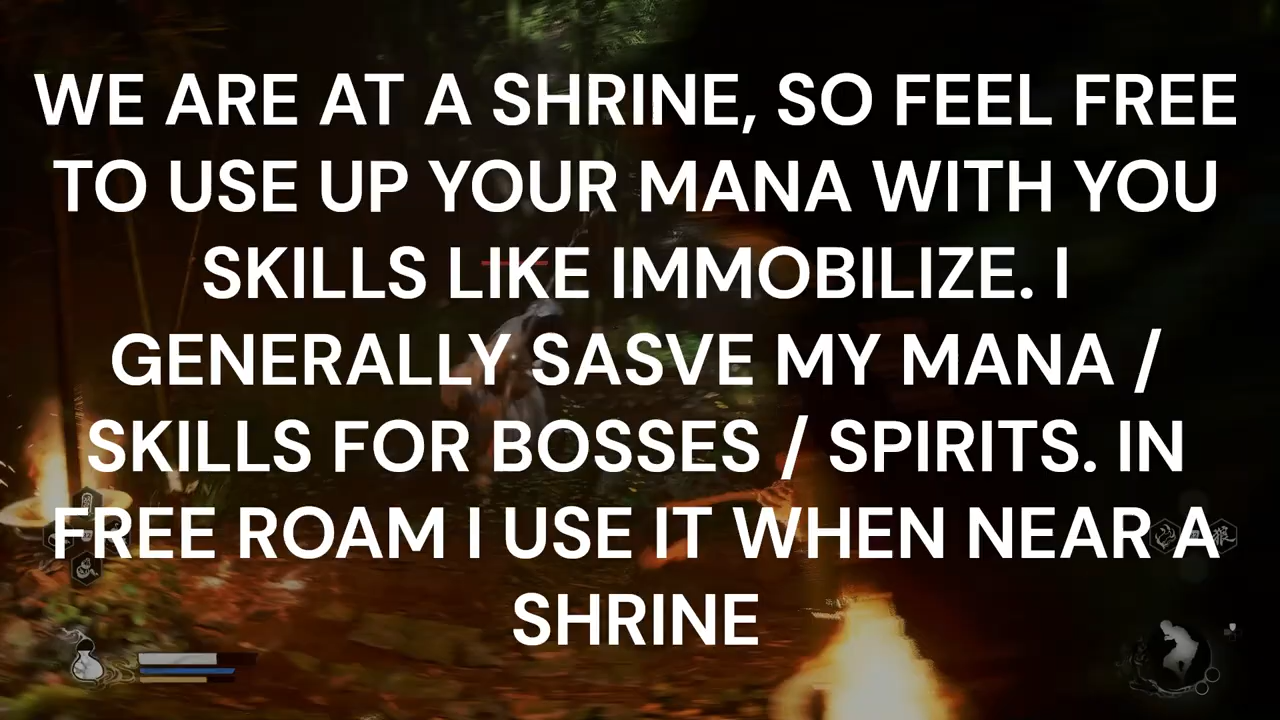 WE ARE AT A SHRINE, SO FEEL FREE
TO USE UP YOUR MANA WITH YOU
SKILLS LIKE IMMOBILIZE. I
GENERALLY SASVE MY MANA /
SKILLS FOR BOSSES / SPIRITS. IN
FREE ROAM I USE IT WHEN NEAR A
SHRINE